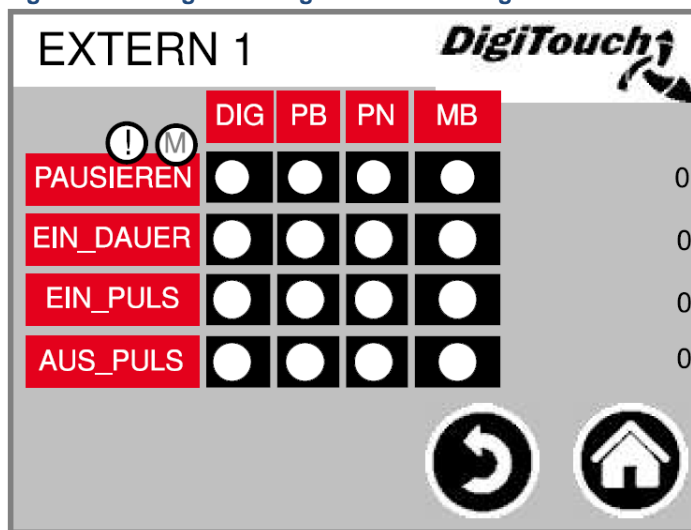 EXTERN 1
DigiTouch
DIG PB PN MB
! M
PAUSIEREN 0
EIN_DAUER 0
EIN_PULS 0
AUS_PULS 0